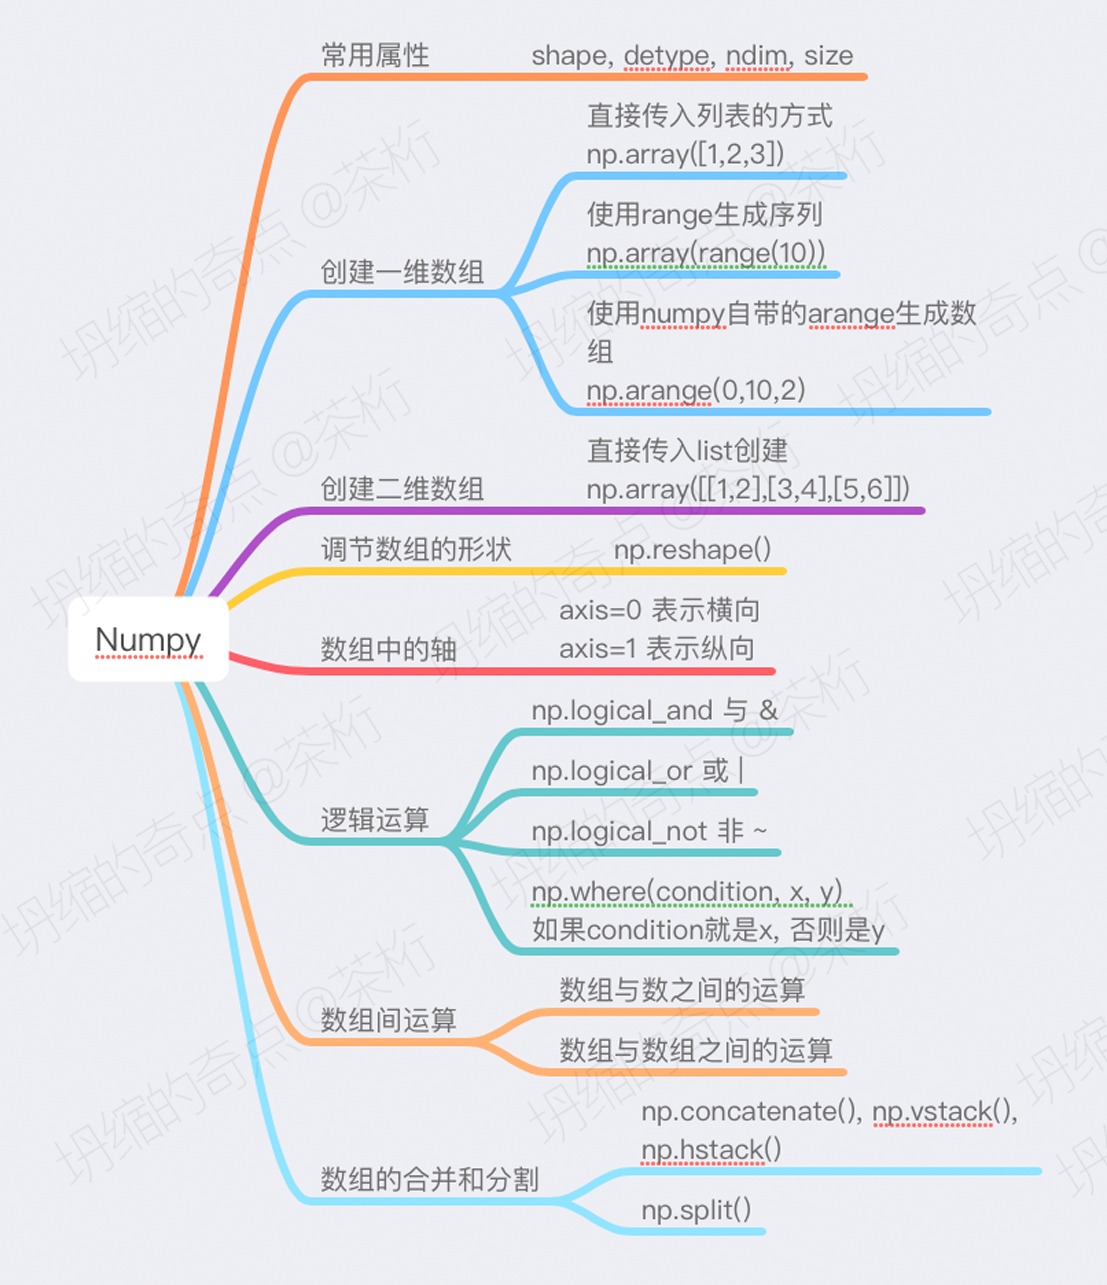 常用属性
shape, detype, ndim, size
直接传入列表的方式
np.array([1,2,3])
使用range生成序列
np.array(range(10))
创建一维数组
使用numpy自带的arange生成数
组
np.arange(0,10,2)
直接传入list创建
创建二维数组
np.array([[1,2],[3,4],[5,6]])
调节数组的形状
np.reshape()
Numpy
axis=0 表示横向
数组中的轴
axis=1 表示纵向
np.logical_and 与 &
np.logical_or 或 |
逻辑运算
np.logical_not 非 ~
np.where(condition, x, y)
如果condition就是x, 否则是y
数组与数之间的运算
数组间运算
数组与数组之间的运算
np.concatenate(), np.vstack(),
np.hstack()
数组的合并和分割
np.split()
坍缩的奇点 @茶桁